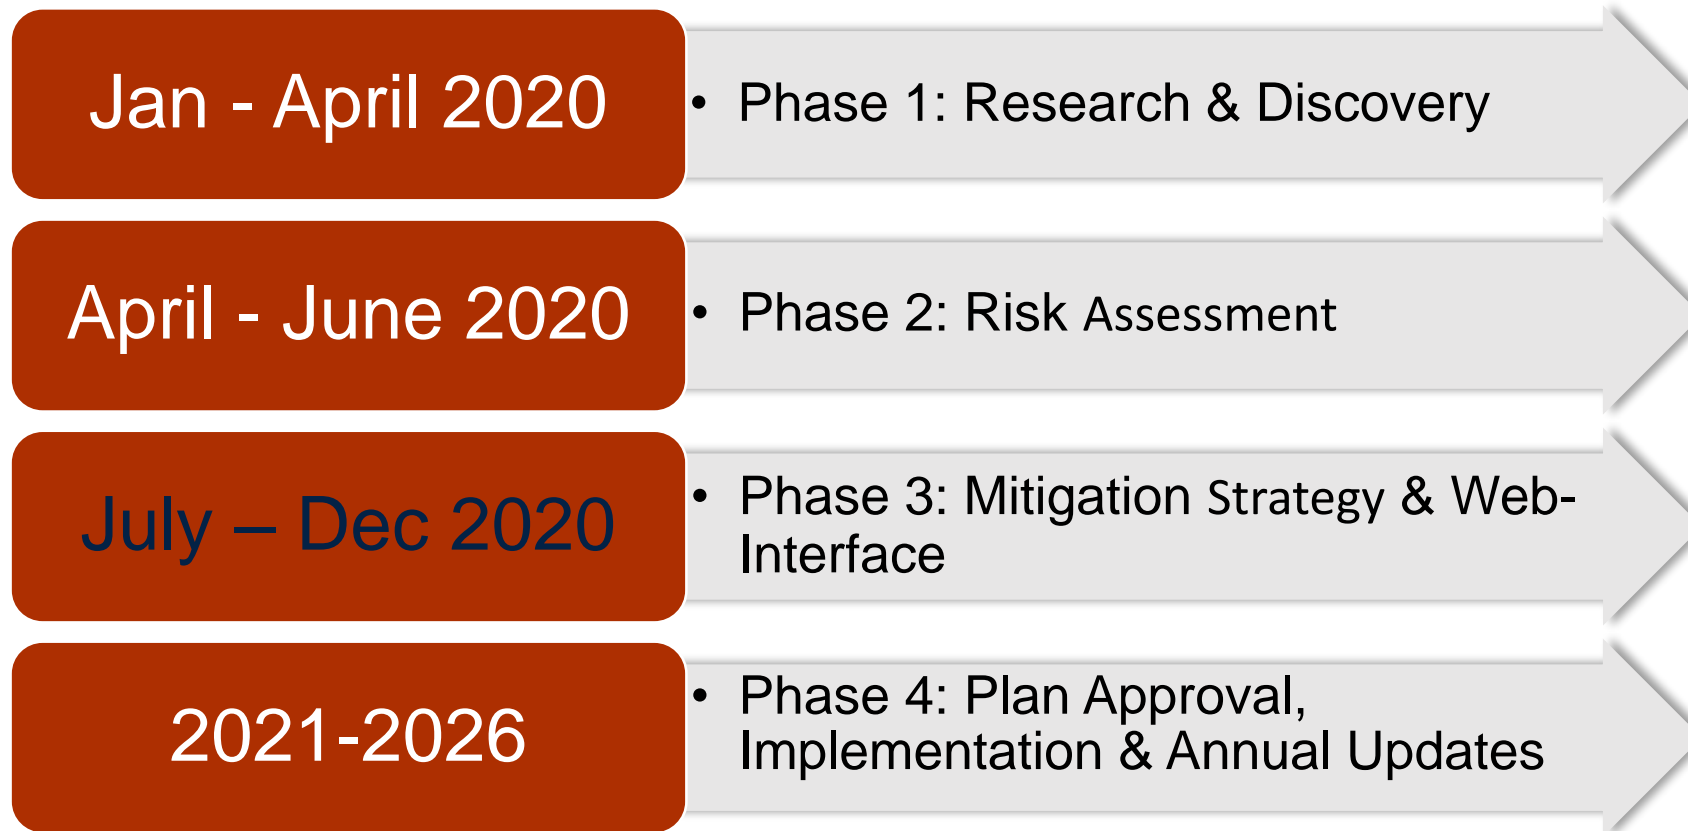 Jan - April 2020
• Phase 1: Research & Discovery
April - June 2020
• Phase 2: Risk Assessment
July – Dec 2020
• Phase 3: Mitigation Strategy & Web-
Interface
2021-2026
• Phase 4: Plan Approval,
Implementation & Annual Updates